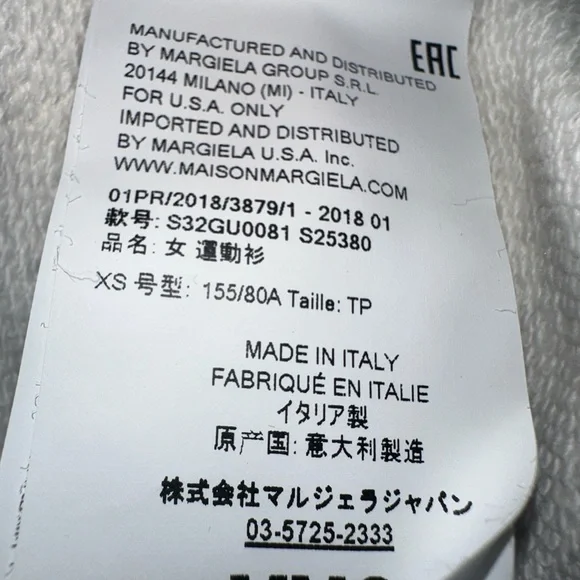 MANUFACTURED AND DISTRIBUTED
BY MARGIELA GROUP S.R.L.
20144 MILANO (MI) - ITALY
FOR U.S.A. ONLY
IMPORTED AND DISTRIBUTED
BY MARGIELA U.S.A. Inc.
WWW.MAISONMARGIELA.COM
EAC
01PR/2018/3879/1 - 2018 01
款号: S32GU0081 S25380
品名: 女 運動衫
XS 号型: 155/80A Taille: TP
MADE IN ITALY
FABRIQUÉ EN ITALIE
イタリア製
原产国: 意大利製造
株式会社マルジェラジャパン
03-5725-2333